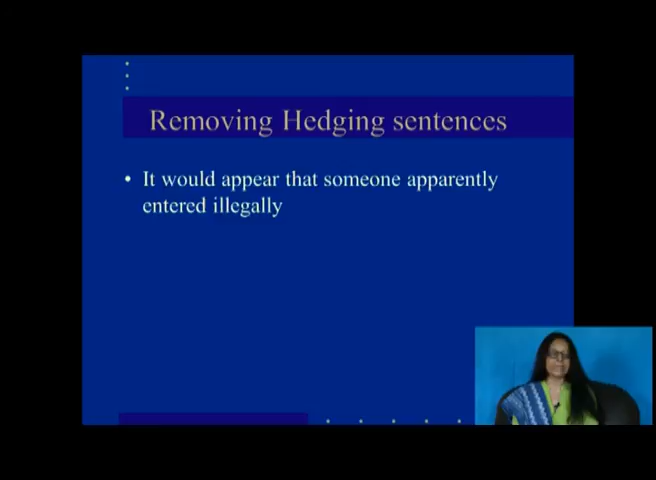 Removing Hedging sentences
• It would appear that someone apparently
entered illegally